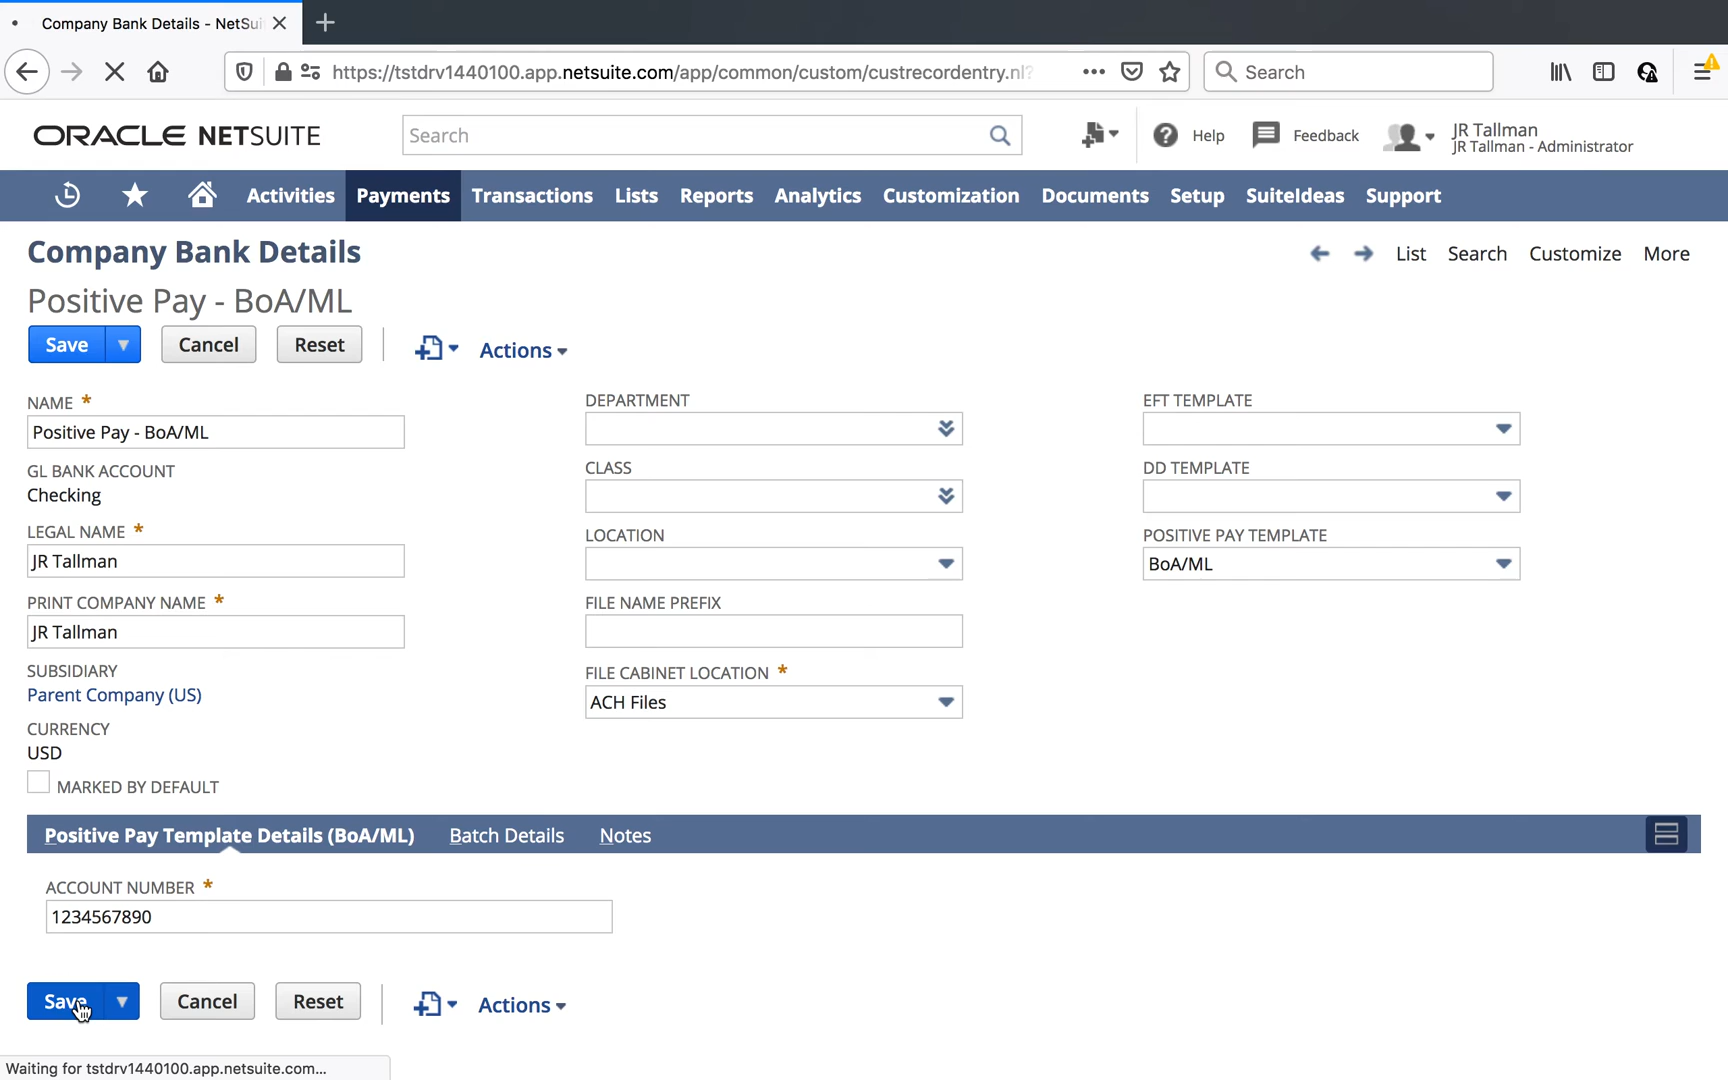 Company Bank Details - NetSui
https://tstdrv1440100.app.netsuite.com/app/common/custom/custrecordentry.nl?
Search
ORACLE NETSUITE
Search
Help
Feedback
JR Tallman
JR Tallman - Administrator
Activities
Payments
Transactions
Lists
Reports
Analytics
Customization
Documents
Setup
SuiteIdeas
Support
Company Bank Details
List
Search
Customize
More
Positive Pay - BoA/ML
Save
Cancel
Reset
Actions
NAME *
Positive Pay - BoA/ML
GL BANK ACCOUNT
Checking
LEGAL NAME *
JR Tallman
PRINT COMPANY NAME *
JR Tallman
SUBSIDIARY
Parent Company (US)
CURRENCY
USD
MARKED BY DEFAULT
DEPARTMENT
CLASS
LOCATION
FILE NAME PREFIX
FILE CABINET LOCATION *
ACH Files
EFT TEMPLATE
DD TEMPLATE
POSITIVE PAY TEMPLATE
BoA/ML
Positive Pay Template Details (BoA/ML)
Batch Details
Notes
ACCOUNT NUMBER *
1234567890
Save
Cancel
Reset
Actions
Waiting for tstdrv1440100.app.netsuite.com...